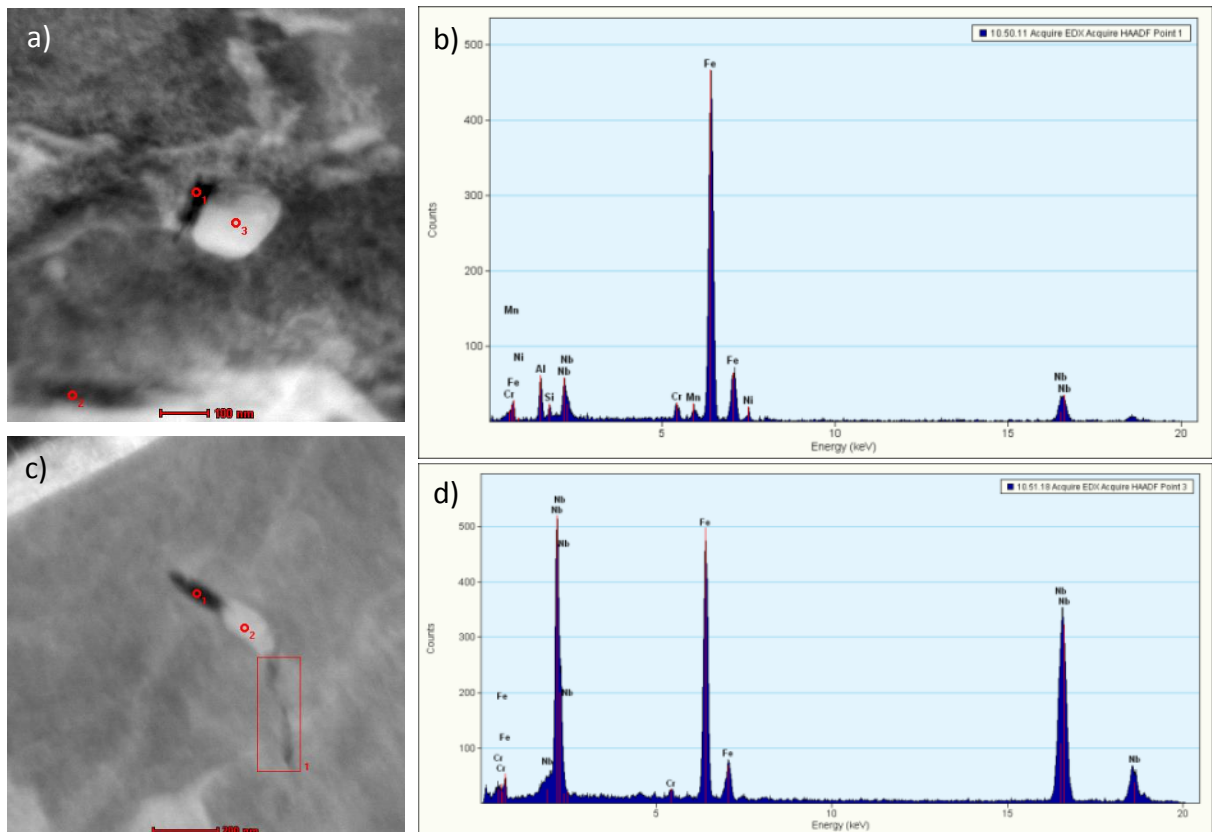 a)
1
3
2
100 nm
b)
10.50.11 Acquire EDX Acquire HAADF Point 1
500
400
300
200
100
Counts
Fe
Mn
Ni
Fe
Cr
Al
Si
Nb
Nb
Cr
Mn
Fe
Ni
Nb
Nb
5
10
15
20
Energy (keV)
c)
1
2
1
d)
10.51.18 Acquire EDX Acquire HAADF Point 3
500
400
300
200
100
Counts
Nb
Nb
Nb
Fe
Nb
Nb
Fe
Nb
Fe
Cr
Cr
Nb
Cr
Fe
5
10
15
20
Energy (keV)